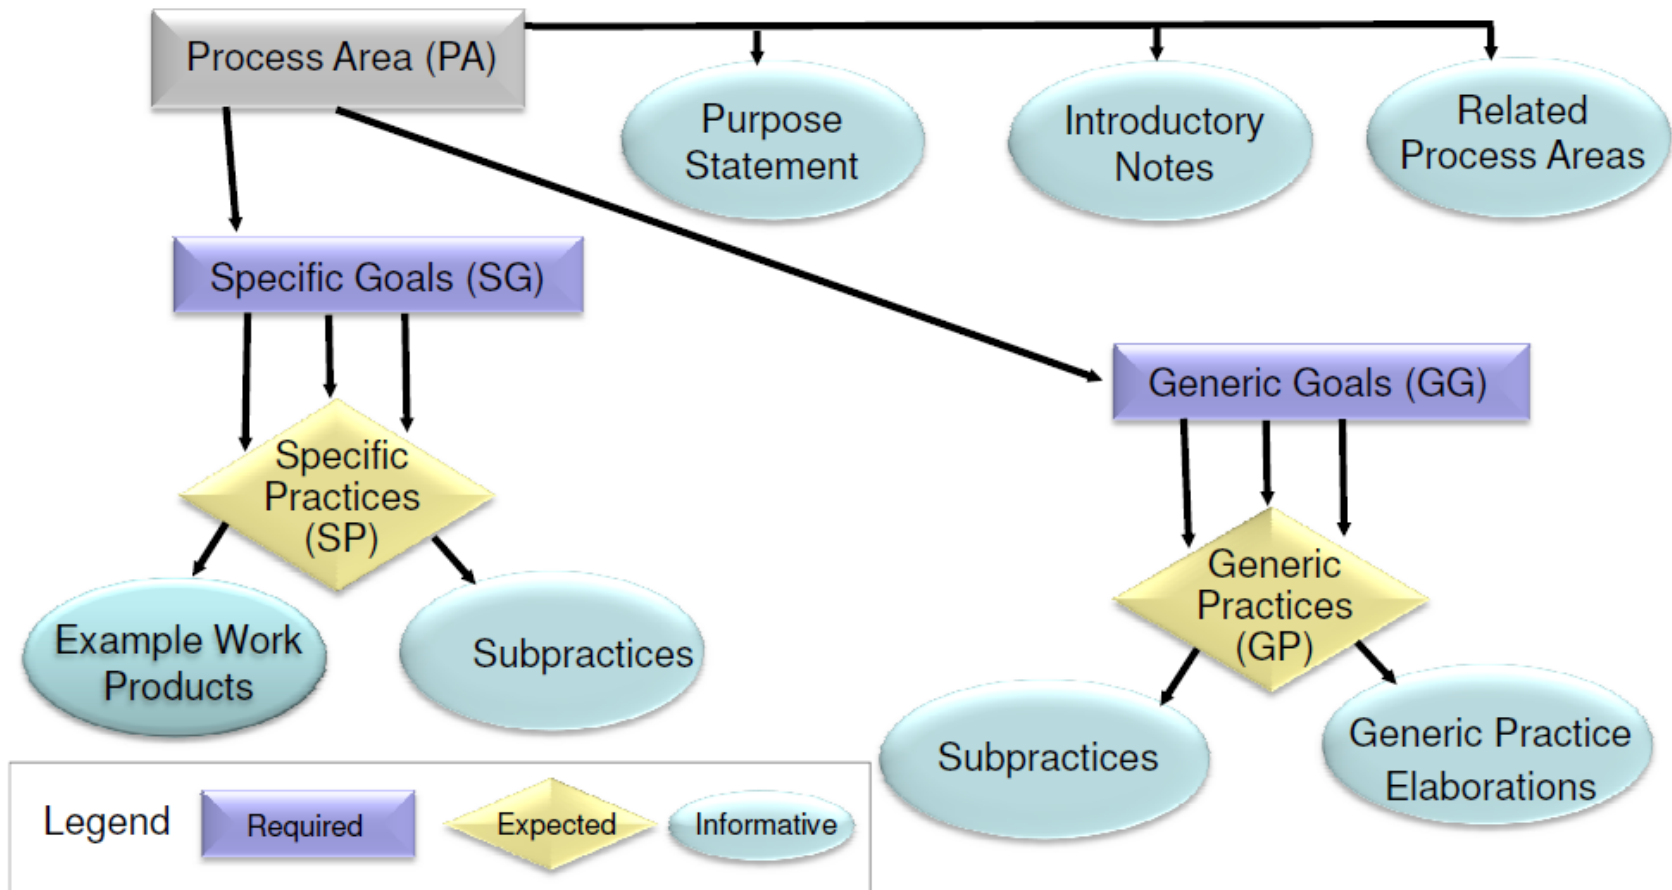 Process Area (PA)
Purpose
Statement
Introductory
Notes
Related
Process Areas
Specific Goals (SG)
Generic Goals (GG)
Specific
Practices
(SP)
Generic
Practices
(GP)
Example Work
Products
Subpractices
Subpractices
Generic Practice
Elaborations
Legend
Required
Expected
Informative